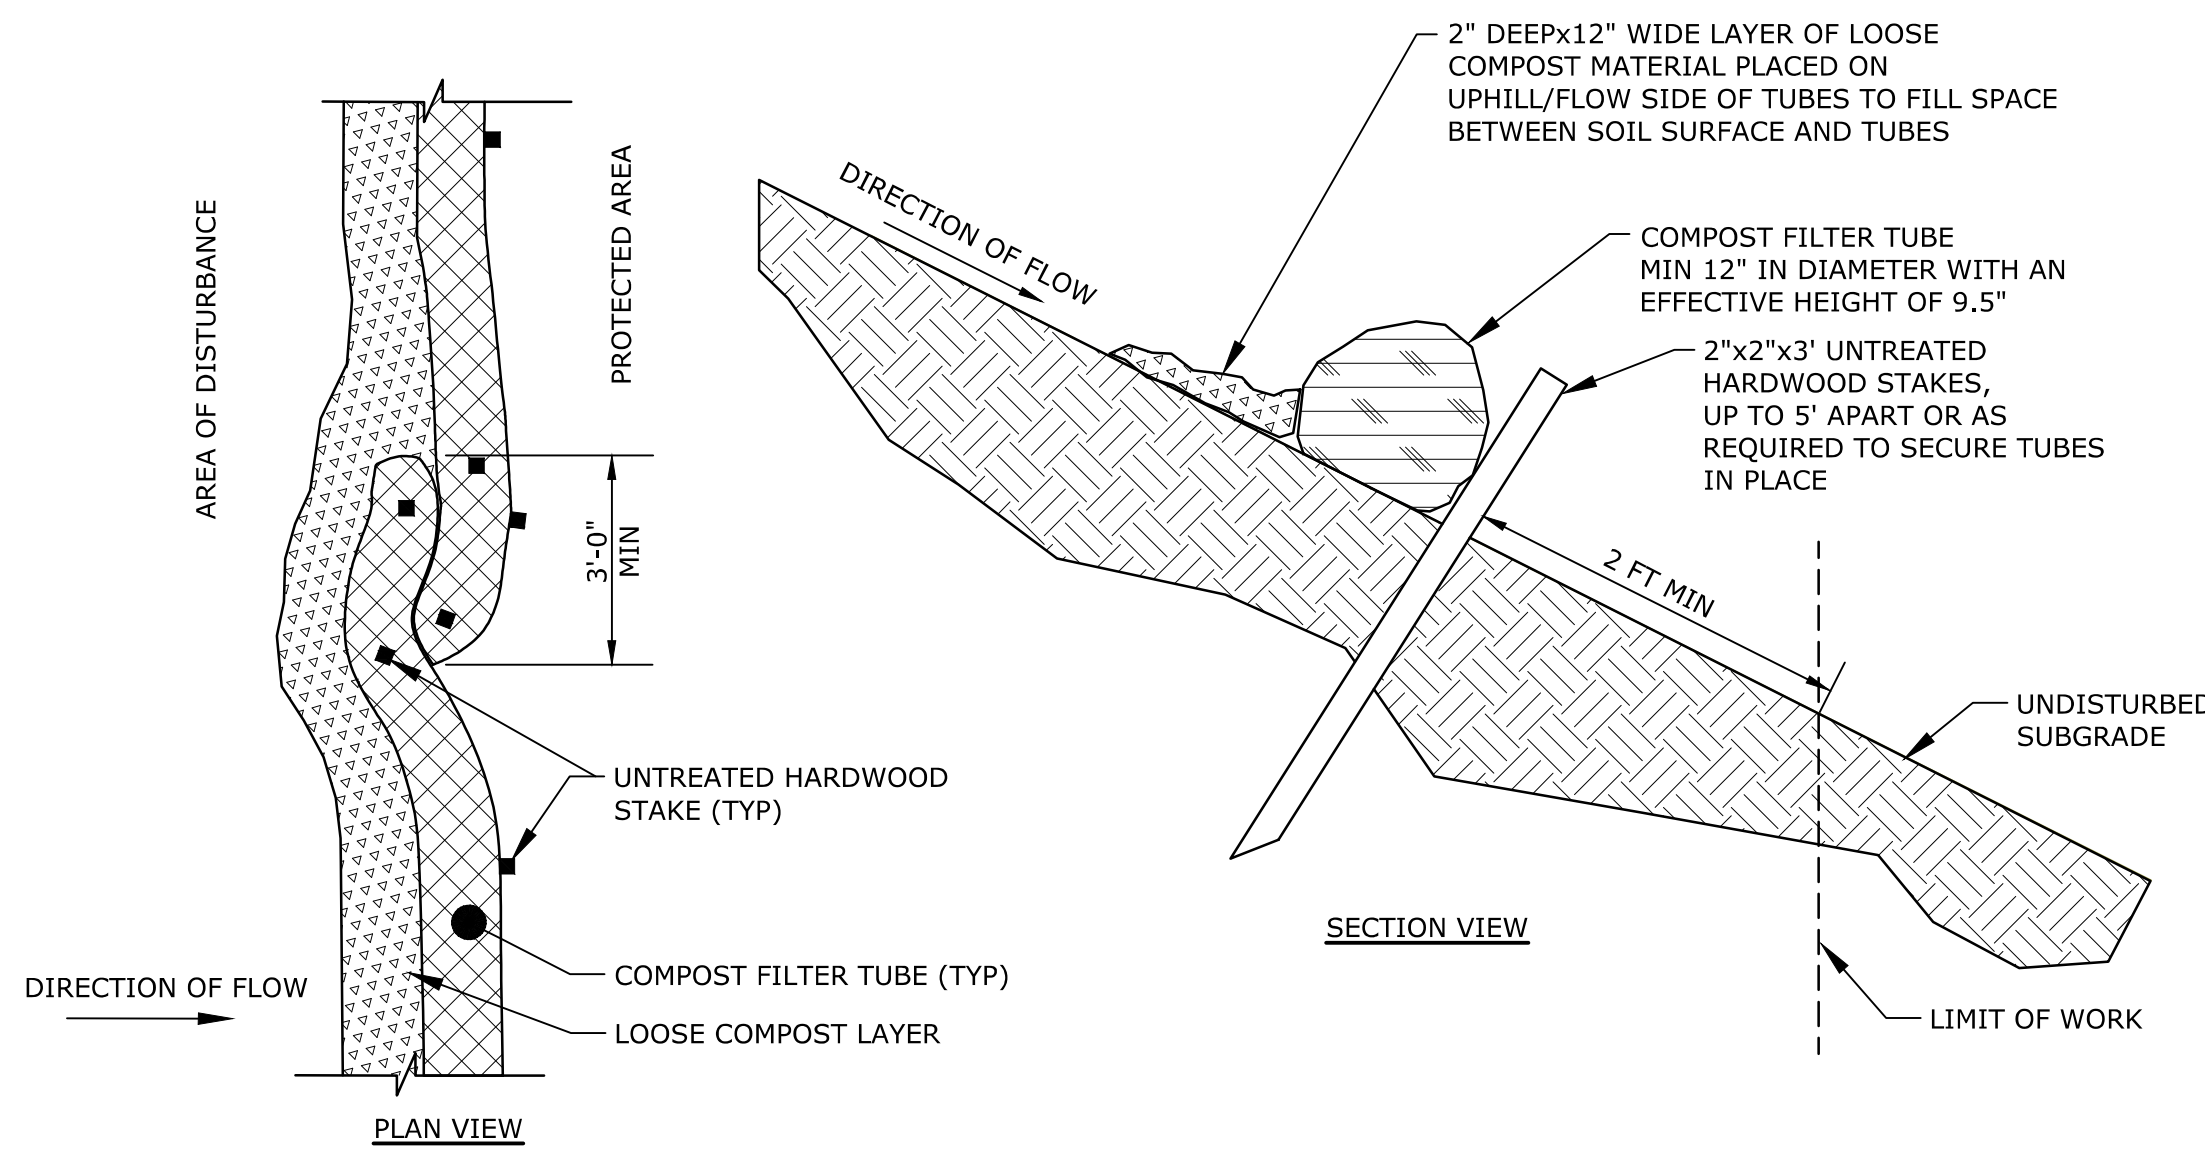 AREA OF DISTURBANCE
PROTECTED AREA
3'-0"
MIN
UNTREATED HARDWOOD
STAKE (TYP)
COMPOST FILTER TUBE (TYP)
LOOSE COMPOST LAYER
DIRECTION OF FLOW
PLAN VIEW
2" DEEPx12" WIDE LAYER OF LOOSE
COMPOST MATERIAL PLACED ON
UPHILL/FLOW SIDE OF TUBES TO FILL SPACE
BETWEEN SOIL SURFACE AND TUBES
DIRECTION OF FLOW
COMPOST FILTER TUBE
MIN 12" IN DIAMETER WITH AN
EFFECTIVE HEIGHT OF 9.5"
2"x2"x3' UNTREATED
HARDWOOD STAKES,
UP TO 5' APART OR AS
REQUIRED TO SECURE TUBES
IN PLACE
2 FT MIN
UNDISTURBED
SUBGRADE
LIMIT OF WORK
SECTION VIEW